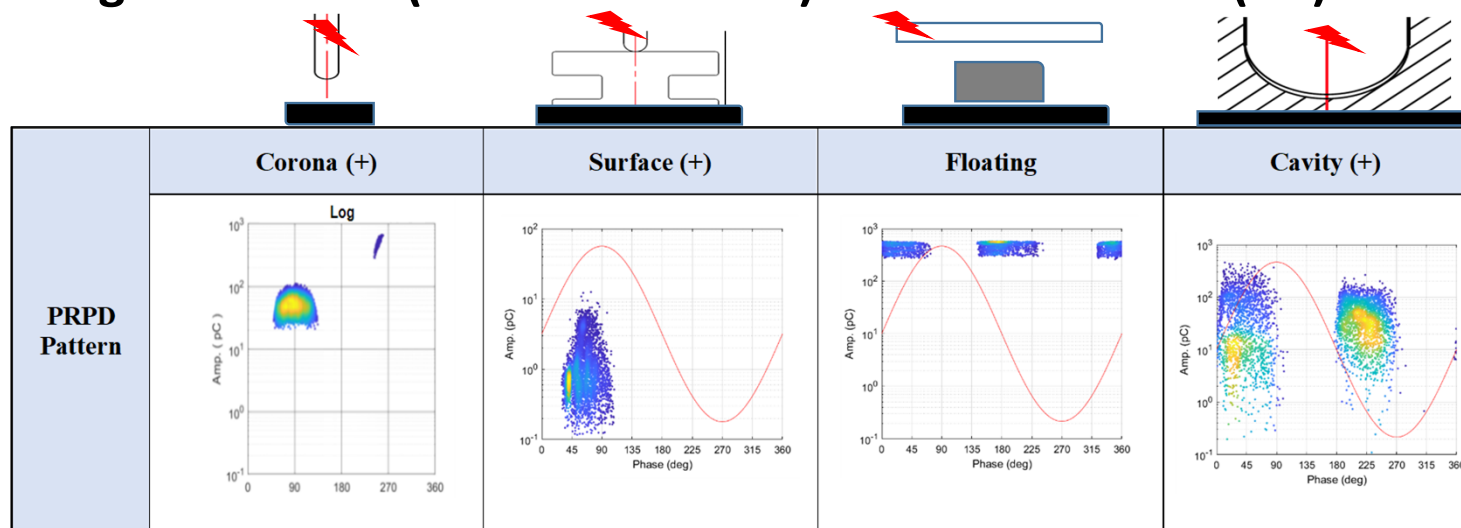 Corona (+) Surface (+) Floating Cavity (+)
PRPD
Pattern
Log
10³
10²
10¹
10⁰
10⁻¹
Amp. ( pC )
0 90 180 270 360
10²
10¹
10⁰
10⁻¹
Amp. (pC)
0 45 90 135 180 225 270 315 360
Phase (deg)
10³
10²
10¹
10⁰
10⁻¹
Amp. (pC)
0 45 90 135 180 225 270 315 360
Phase (deg)
10³
10²
10¹
10⁰
10⁻¹
Amp. (pC)
0 45 90 135 180 225 270 315 360
Phase (deg)